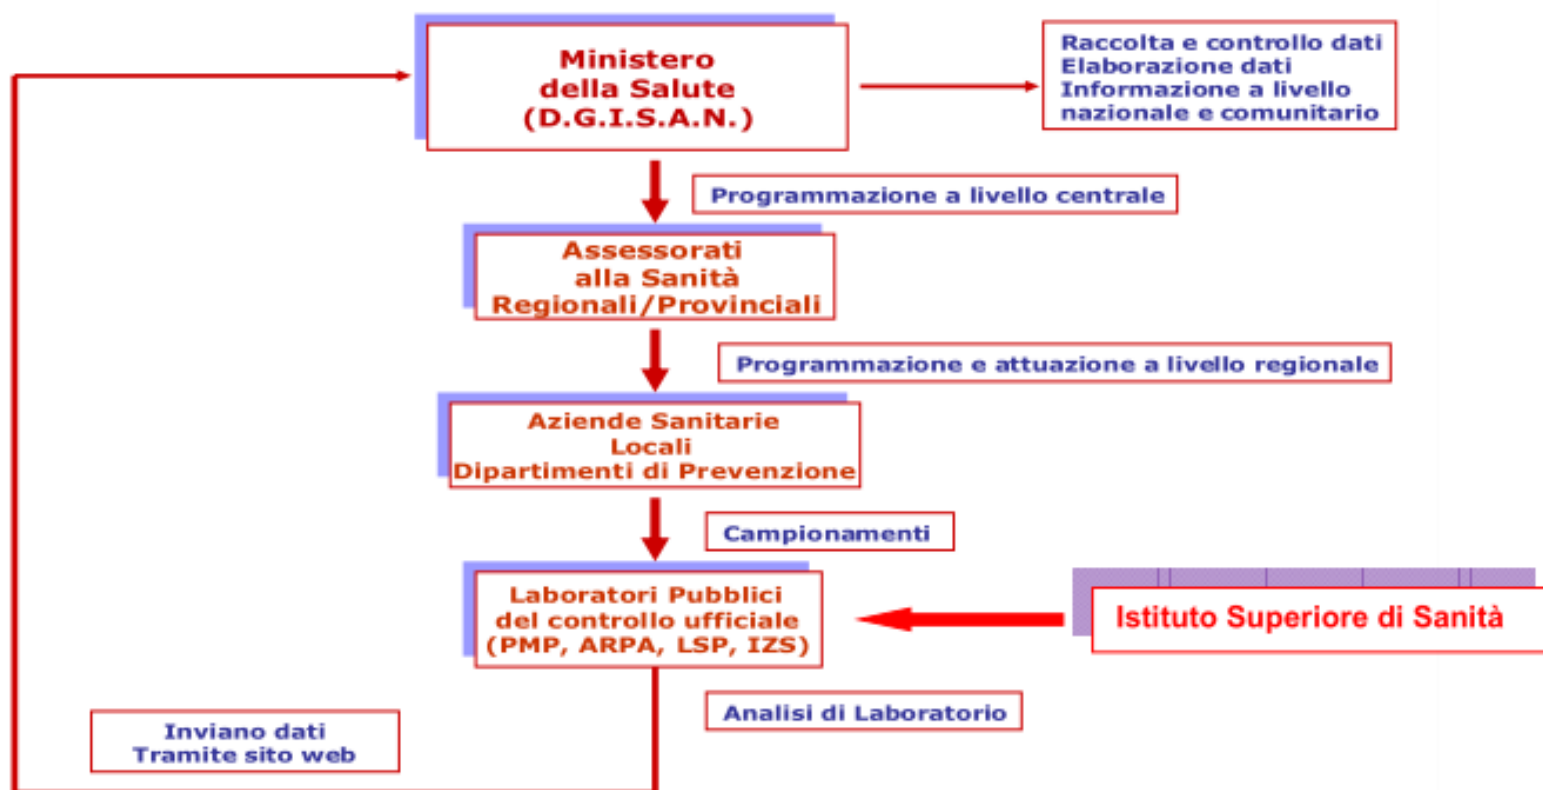 Ministero
della Salute
(D.G.I.S.A.N.)
Raccolta e controllo dati
Elaborazione dati
Informazione a livello
nazionale e comunitario
Programmazione a livello centrale
Assessorati
alla Sanità
Regionali/Provinciali
Programmazione e attuazione a livello regionale
Aziende Sanitarie
Locali
Dipartimenti di Prevenzione
Campionamenti
Laboratori Pubblici
del controllo ufficiale
(PMP, ARPA, LSP, IZS)
Istituto Superiore di Sanità
Analisi di Laboratorio
Inviano dati
Tramite sito web